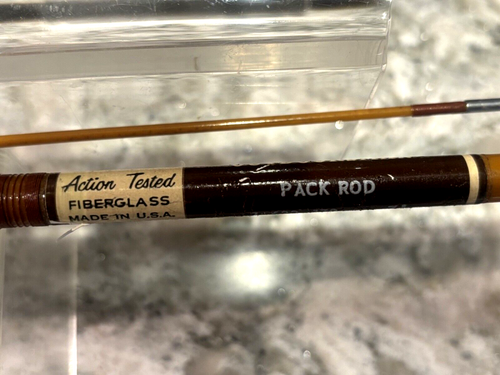 Action Tested
FIBERGLASS
MADE IN U.S.A.
PACK ROD